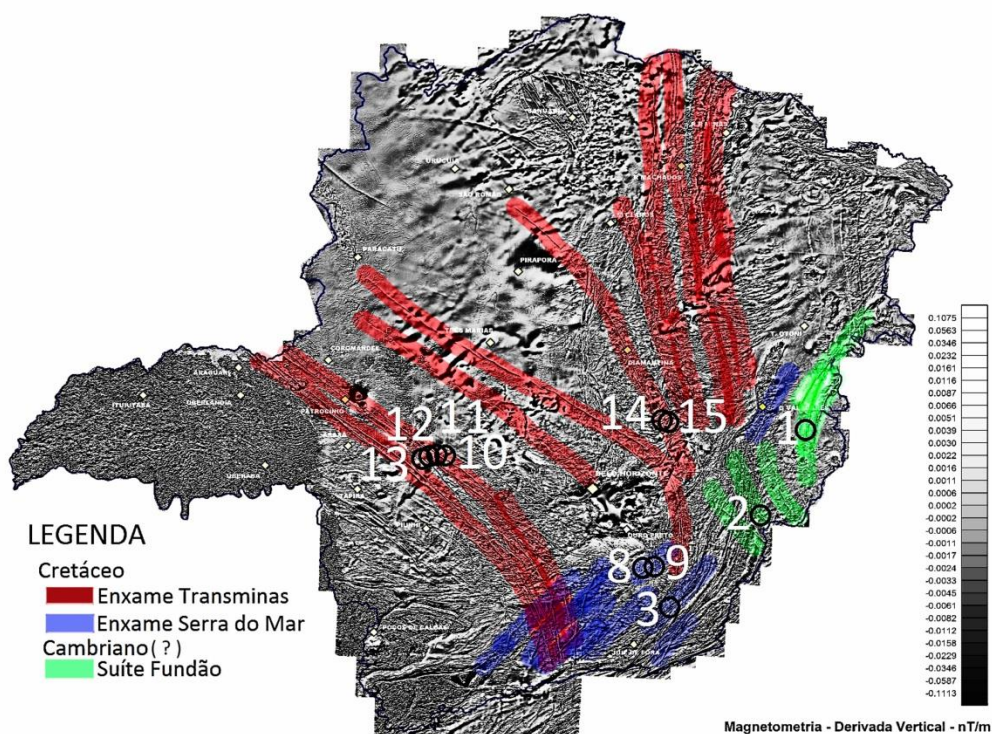 PIRAPORA
PARACATU
TRÊS MARIAS
T. OTONI
COROMANDEL
DIAMANTINA
ARAGUARI
ITUIUTABA
UBERLANDIA
PATROCINIO
14 15
12 11
1
13 10
BELO HORIZONTE
UBERABA
TAPIRA
2
OURO PRETO
8 9
3
POÇOS DE CALDAS
JUIZ DE FORA
LEGENDA
Cretáceo
Enxame Transminas
Enxame Serra do Mar
Cambriano(?)
Suíte Fundão
0.1075
0.0563
0.0346
0.0232
0.0161
0.0116
0.0087
0.0066
0.0051
0.0039
0.0030
0.0022
0.0016
0.0011
0.0006
0.0002
-0.0002
-0.0006
-0.0011
-0.0017
-0.0024
-0.0033
-0.0045
-0.0061
-0.0082
-0.0112
-0.0158
-0.0229
-0.0346
-0.0587
-0.1113
Magnetometria - Derivada Vertical - nT/m